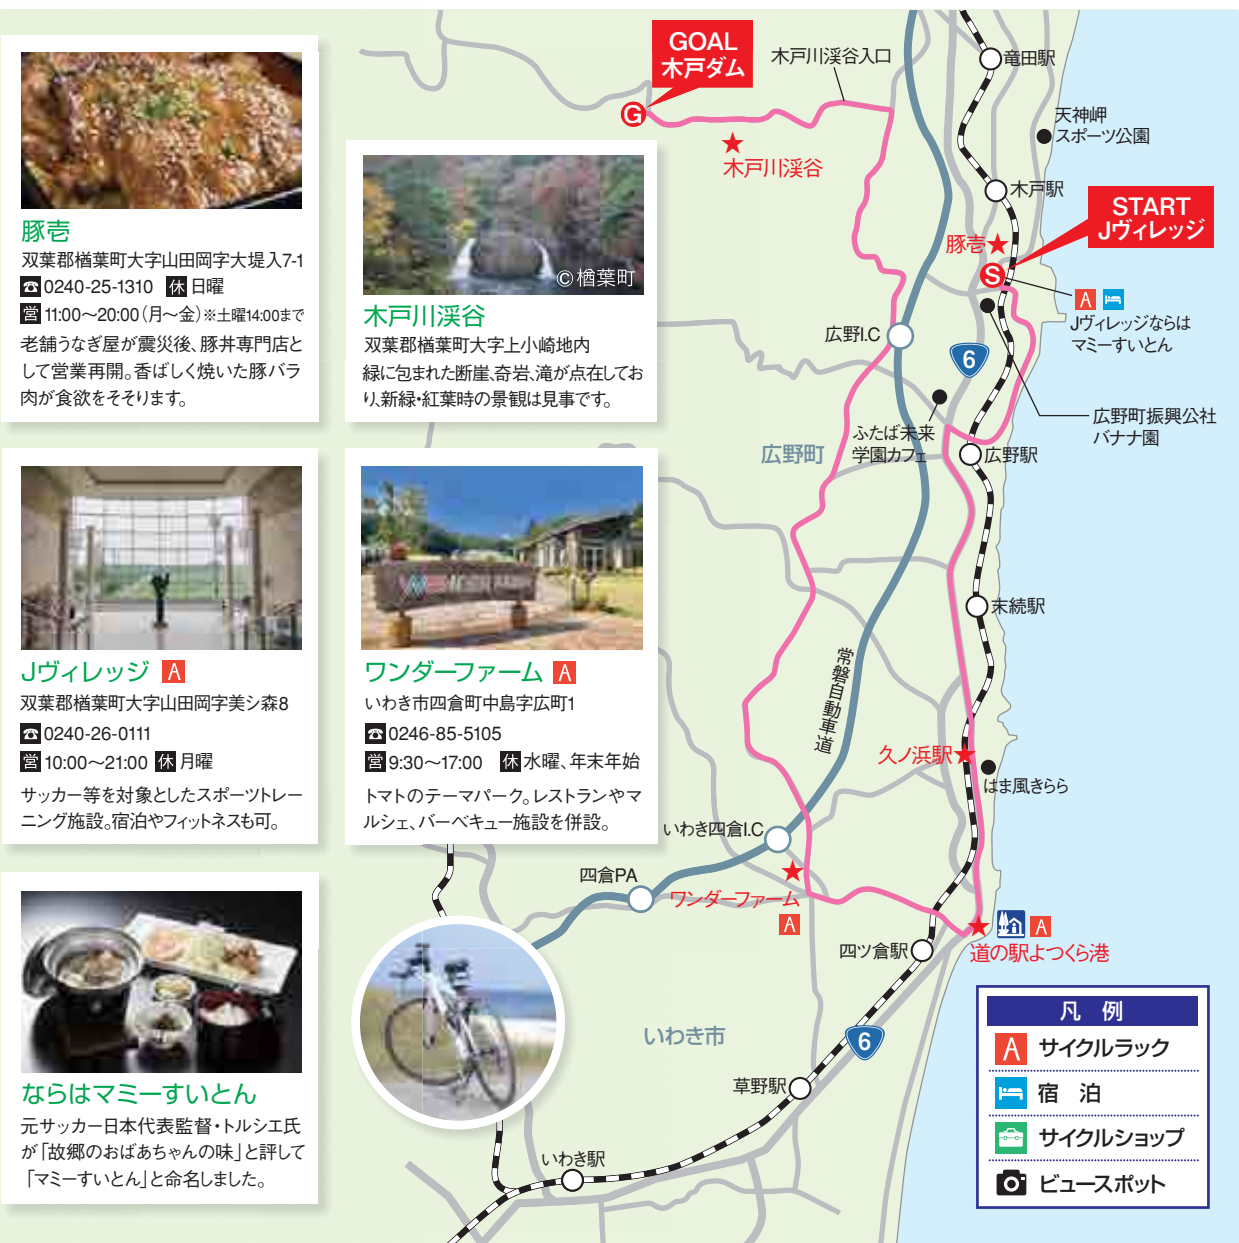 豚壱
双葉郡楢葉町大字山田岡字大堤入7-1
☎0240-25-1310 休日曜
営11:00〜20:00(月〜金)※土曜14:00まで
老舗うなぎ屋が震災後、豚丼専門店と
して営業再開。香ばしく焼いた豚バラ
肉が食欲をそそります。
©楢葉町
木戸川渓谷
双葉郡楢葉町大字上小塙地内
緑に包まれた断崖、奇岩、滝が点在してお
り、新緑・紅葉時の景観は見事です。
Jヴィレッジ A
双葉郡楢葉町大字山田岡字美シ森8
☎0240-26-0111
営10:00〜21:00 休月曜
サッカー等を対象としたスポーツトレー
ニング施設。宿泊やフィットネスも可。
ワンダーファーム A
いわき市四倉町中島字広町1
☎0246-85-5105
営9:30〜17:00 休水曜、年末年始
トマトのテーマパーク。レストランやマ
ルシェ、バーベキュー施設を併設。
ならはマミーすいとん
元サッカー日本代表監督・トルシエ氏
が「故郷のおばあちゃんの味」と評して
「マミーすいとん」と命名しました。
GOAL
木戸ダム
G
木戸川渓谷入口
竜田駅
天神岬
スポーツ公園
木戸川渓谷
木戸駅
START
Jヴィレッジ
豚壱
S
A
Jヴィレッジならは
マミーすいとん
広野I.C
6
広野町振興公社
バナナ園
ふたば未来
学園カフェ
広野町
広野駅
末続駅
常磐自動車道
久ノ浜駅
はま風きらら
いわき四倉I.C
四倉PA
ワンダーファーム
A
A
道の駅よつくら港
四ツ倉駅
いわき市
6
草野駅
いわき駅
凡例
A サイクルラック
宿泊
サイクルショップ
ビュースポット